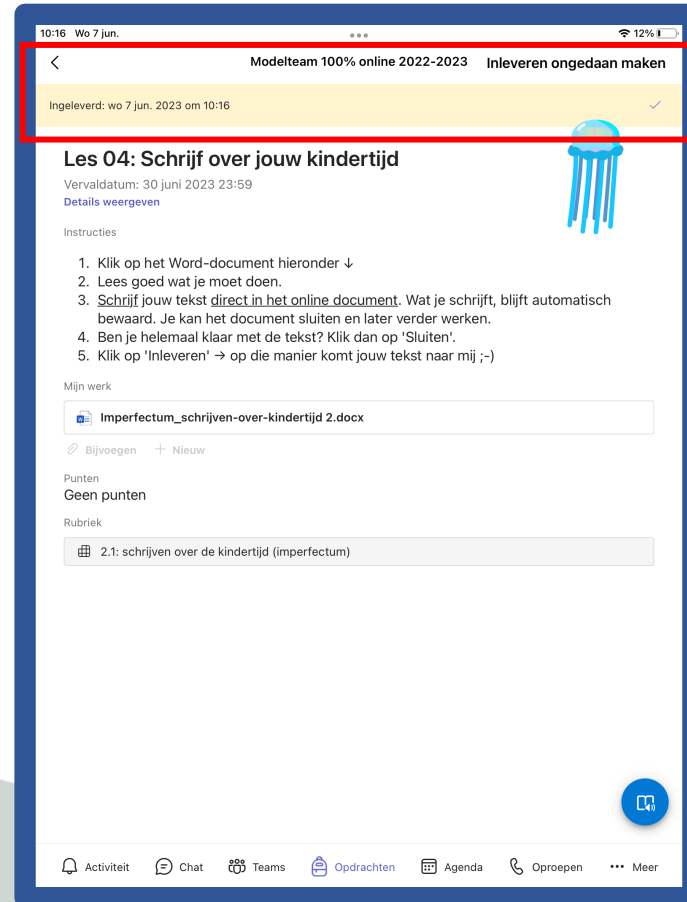 10:16 Wo 7 jun.
12%
Modelteam 100% online 2022-2023 Inleveren ongedaan maken
Ingeleverd: wo 7 jun. 2023 om 10:16
Les 04: Schrijf over jouw kindertijd
Vervaldatum: 30 juni 2023 23:59
Details weergeven
Instructies
1. Klik op het Word-document hieronder ↓
2. Lees goed wat je moet doen.
3. Schrijf jouw tekst direct in het online document. Wat je schrijft, blijft automatisch
bewaard. Je kan het document sluiten en later verder werken.
4. Ben je helemaal klaar met de tekst? Klik dan op 'Sluiten'.
5. Klik op 'Inleveren' → op die manier komt jouw tekst naar mij ;-)
Mijn werk
Imperfectum_schrijven-over-kindertijd 2.docx
Bijvoegen + Nieuw
Punten
Geen punten
Rubriek
2.1: schrijven over de kindertijd (imperfectum)
Activiteit Chat Teams Opdrachten Agenda Oproepen Meer